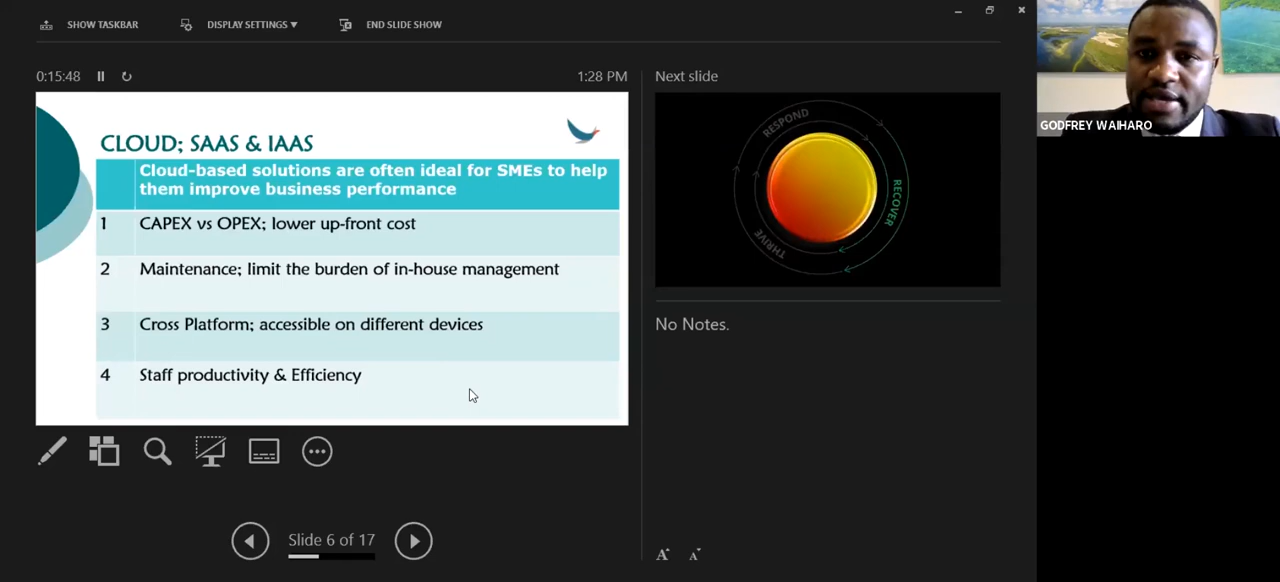 SHOW TASKBAR
DISPLAY SETTINGS ▼
END SLIDE SHOW
0:15:48
1:28 PM
CLOUD; SAAS & IAAS
Cloud-based solutions are often ideal for SMEs to help
them improve business performance
1 CAPEX vs OPEX; lower up-front cost
2 Maintenance; limit the burden of in-house management
3 Cross Platform; accessible on different devices
4 Staff productivity & Efficiency
Slide 6 of 17
Next slide
RESPOND
RECOVER
THRIVE
No Notes.
A A
GODFREY WAIHARO